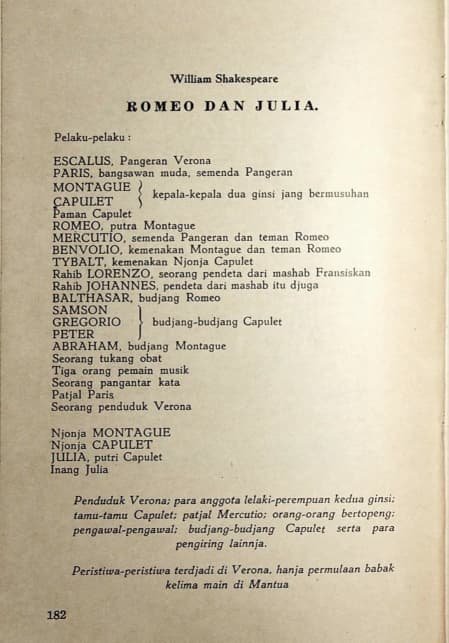 William Shakespeare
ROMEO DAN JULIA.
Pelaku-pelaku :
ESCALUS, Pangeran Verona
PARIS, bangsawan muda, semenda Pangeran
MONTAGUE
CAPULET } kepala-kepala dua ginsi jang bermusuhan
Paman Capulet
ROMEO, putra Montague
MERCUTIO, semenda Pangeran dan teman Romeo
BENVOLIO, kemenakan Montague dan teman Romeo
TYBALT, kemenakan Njonja Capulet
Rahib LORENZO, seorang pendeta dari mashab Fransiskan
Rahib JOHANNES, pendeta dari mashab itu djuga
BALTHASAR, budjang Romeo
SAMSON
GREGORIO } budjang-budjang Capulet
PETER
ABRAHAM, budjang Montague
Seorang tukang obat
Tiga orang pemain musik
Seorang pangantar kata
Patjal Paris
Seorang penduduk Verona
Njonja MONTAGUE
Njonja CAPULET
JULIA, putri Capulet
Inang Julia
Penduduk Verona; para anggota lelaki-perempuan kedua ginsi;
tamu-tamu Capulet; patjal Mercutio; orang-orang bertopeng;
pengawal-pengawal; budjang-budjang Capulet serta para
pengiring lainnja.
Peristiwa-peristiwa terdjadi di Verona, hanja permulaan babak
kelima main di Mantua
182